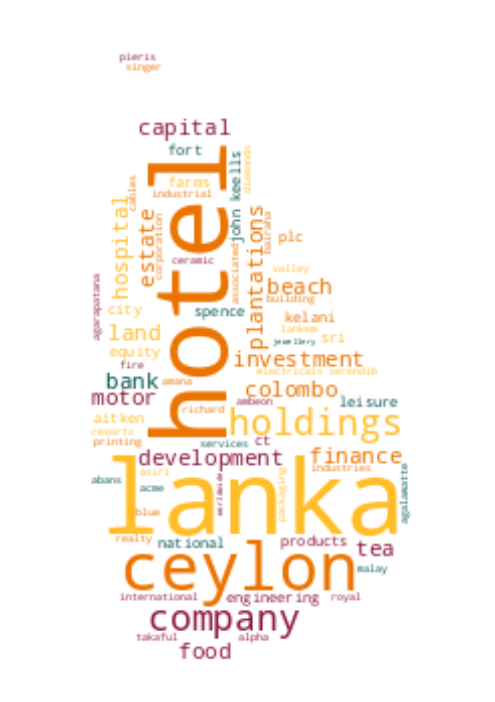 pieris
singer
capital
fort
hotel
john keells
diamonds
farms
cables
industrial
hospital
estate
corporation
plantations
bairaha
plc
ceramic
associated
valley
agarapatana
beach
building
city
spence
kelani
land
lankem
sri
jewellery
equity
investment
fire
electricals
serendib
bank
amana
colombo
motor
ambeon
leisure
richard
aitken
holdings
resorts
printing
services
ct
development
finance
lanka
asiri
industries
abans
acme
worldwide
packaging
agalawatte
blue
realty
national
products
tea
ceylon
malay
international
engineering
royal
company
takaful
alpha
food